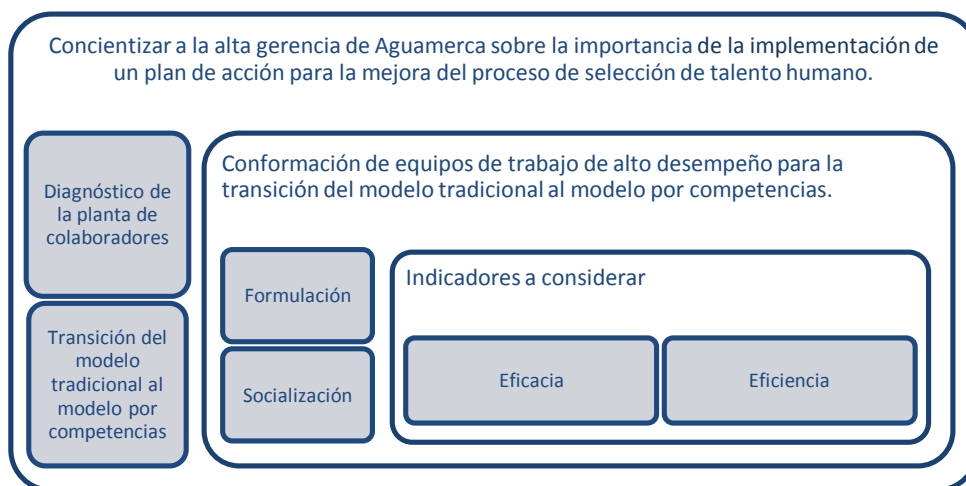 Concientizar a la alta gerencia de Aguamerca sobre la importancia de la implementación de
un plan de acción para la mejora del proceso de selección de talento humano.
Diagnóstico de
la planta de
colaboradores
Transición del
modelo
tradicional al
modelo por
competencias
Conformación de equipos de trabajo de alto desempeño para la
transición del modelo tradicional al modelo por competencias.
Formulación
Socialización
Indicadores a considerar
Eficacia
Eficiencia